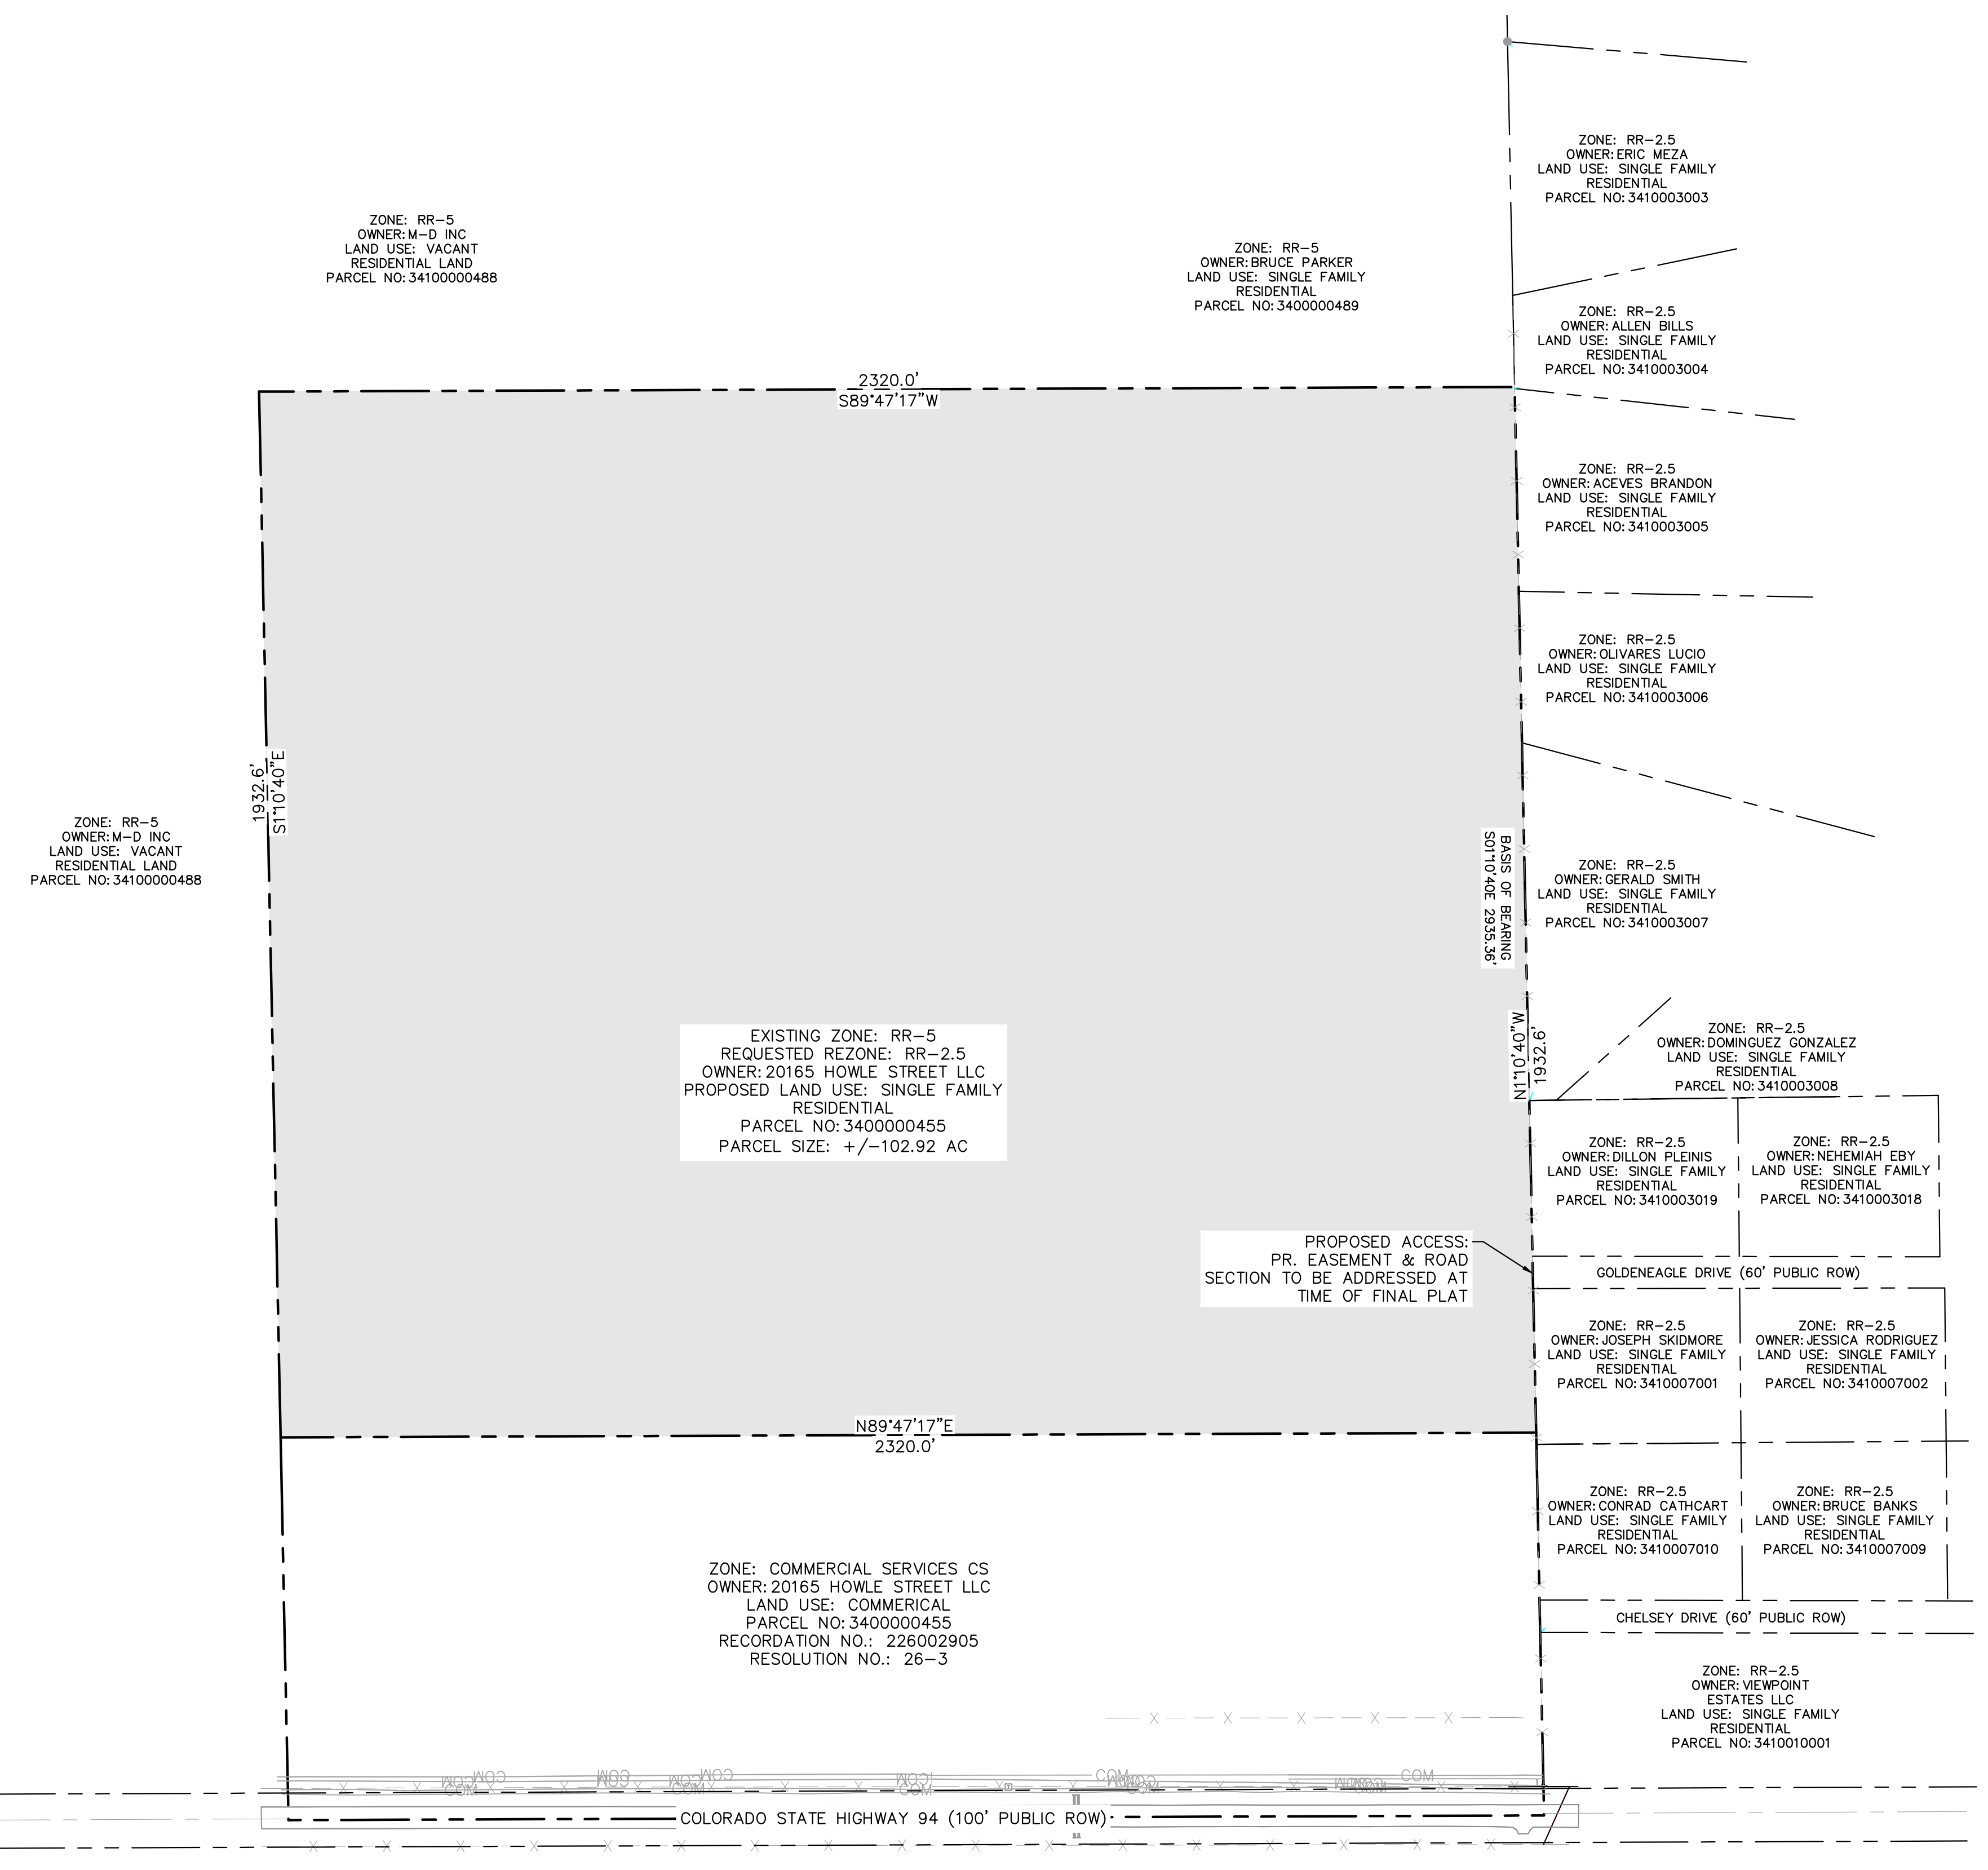 ZONE: RR-2.5
OWNER: ERIC MEZA
LAND USE: SINGLE FAMILY
RESIDENTIAL
PARCEL NO: 3410003003
ZONE: RR-5
OWNER: M-D INC
LAND USE: VACANT
RESIDENTIAL LAND
PARCEL NO: 34100000488
ZONE: RR-5
OWNER: BRUCE PARKER
LAND USE: SINGLE FAMILY
RESIDENTIAL
PARCEL NO: 3400000489
ZONE: RR-2.5
OWNER: ALLEN BILLS
LAND USE: SINGLE FAMILY
RESIDENTIAL
PARCEL NO: 3410003004
2320.0'
S89°47'17"W
ZONE: RR-2.5
OWNER: ACEVES BRANDON
LAND USE: SINGLE FAMILY
RESIDENTIAL
PARCEL NO: 3410003005
ZONE: RR-2.5
OWNER: OLIVARES LUCIO
LAND USE: SINGLE FAMILY
RESIDENTIAL
PARCEL NO: 3410003006
1932.6'
S1°10'40"E
ZONE: RR-5
OWNER: M-D INC
LAND USE: VACANT
RESIDENTIAL LAND
PARCEL NO: 34100000488
BASIS OF BEARING
S01°10'40E 2935.36'
ZONE: RR-2.5
OWNER: GERALD SMITH
LAND USE: SINGLE FAMILY
RESIDENTIAL
PARCEL NO: 3410003007
N1°10'40"W
1932.6'
ZONE: RR-2.5
OWNER: DOMINGUEZ GONZALEZ
LAND USE: SINGLE FAMILY
RESIDENTIAL
PARCEL NO: 3410003008
EXISTING ZONE: RR-5
REQUESTED REZONE: RR-2.5
OWNER: 20165 HOWLE STREET LLC
PROPOSED LAND USE: SINGLE FAMILY
RESIDENTIAL
PARCEL NO: 3400000455
PARCEL SIZE: +/-102.92 AC
ZONE: RR-2.5
OWNER: DILLON PLEINIS
LAND USE: SINGLE FAMILY
RESIDENTIAL
PARCEL NO: 3410003019
ZONE: RR-2.5
OWNER: NEHEMIAH EBY
LAND USE: SINGLE FAMILY
RESIDENTIAL
PARCEL NO: 3410003018
PROPOSED ACCESS:
PR. EASEMENT & ROAD
SECTION TO BE ADDRESSED AT
TIME OF FINAL PLAT
GOLDENEAGLE DRIVE (60' PUBLIC ROW)
ZONE: RR-2.5
OWNER: JOSEPH SKIDMORE
LAND USE: SINGLE FAMILY
RESIDENTIAL
PARCEL NO: 3410007001
ZONE: RR-2.5
OWNER: JESSICA RODRIGUEZ
LAND USE: SINGLE FAMILY
RESIDENTIAL
PARCEL NO: 3410007002
N89°47'17"E
2320.0'
ZONE: RR-2.5
OWNER: CONRAD CATHCART
LAND USE: SINGLE FAMILY
RESIDENTIAL
PARCEL NO: 3410007010
ZONE: RR-2.5
OWNER: BRUCE BANKS
LAND USE: SINGLE FAMILY
RESIDENTIAL
PARCEL NO: 3410007009
ZONE: COMMERCIAL SERVICES CS
OWNER: 20165 HOWLE STREET LLC
LAND USE: COMMERICAL
PARCEL NO: 3400000455
RECORDATION NO.: 226002905
RESOLUTION NO.: 26-3
CHELSEY DRIVE (60' PUBLIC ROW)
ZONE: RR-2.5
OWNER: VIEWPOINT
ESTATES LLC
LAND USE: SINGLE FAMILY
RESIDENTIAL
PARCEL NO: 3410010001
COM COM COM COM COM COM
COM COM COM COM COM COM
COLORADO STATE HIGHWAY 94 (100' PUBLIC ROW)